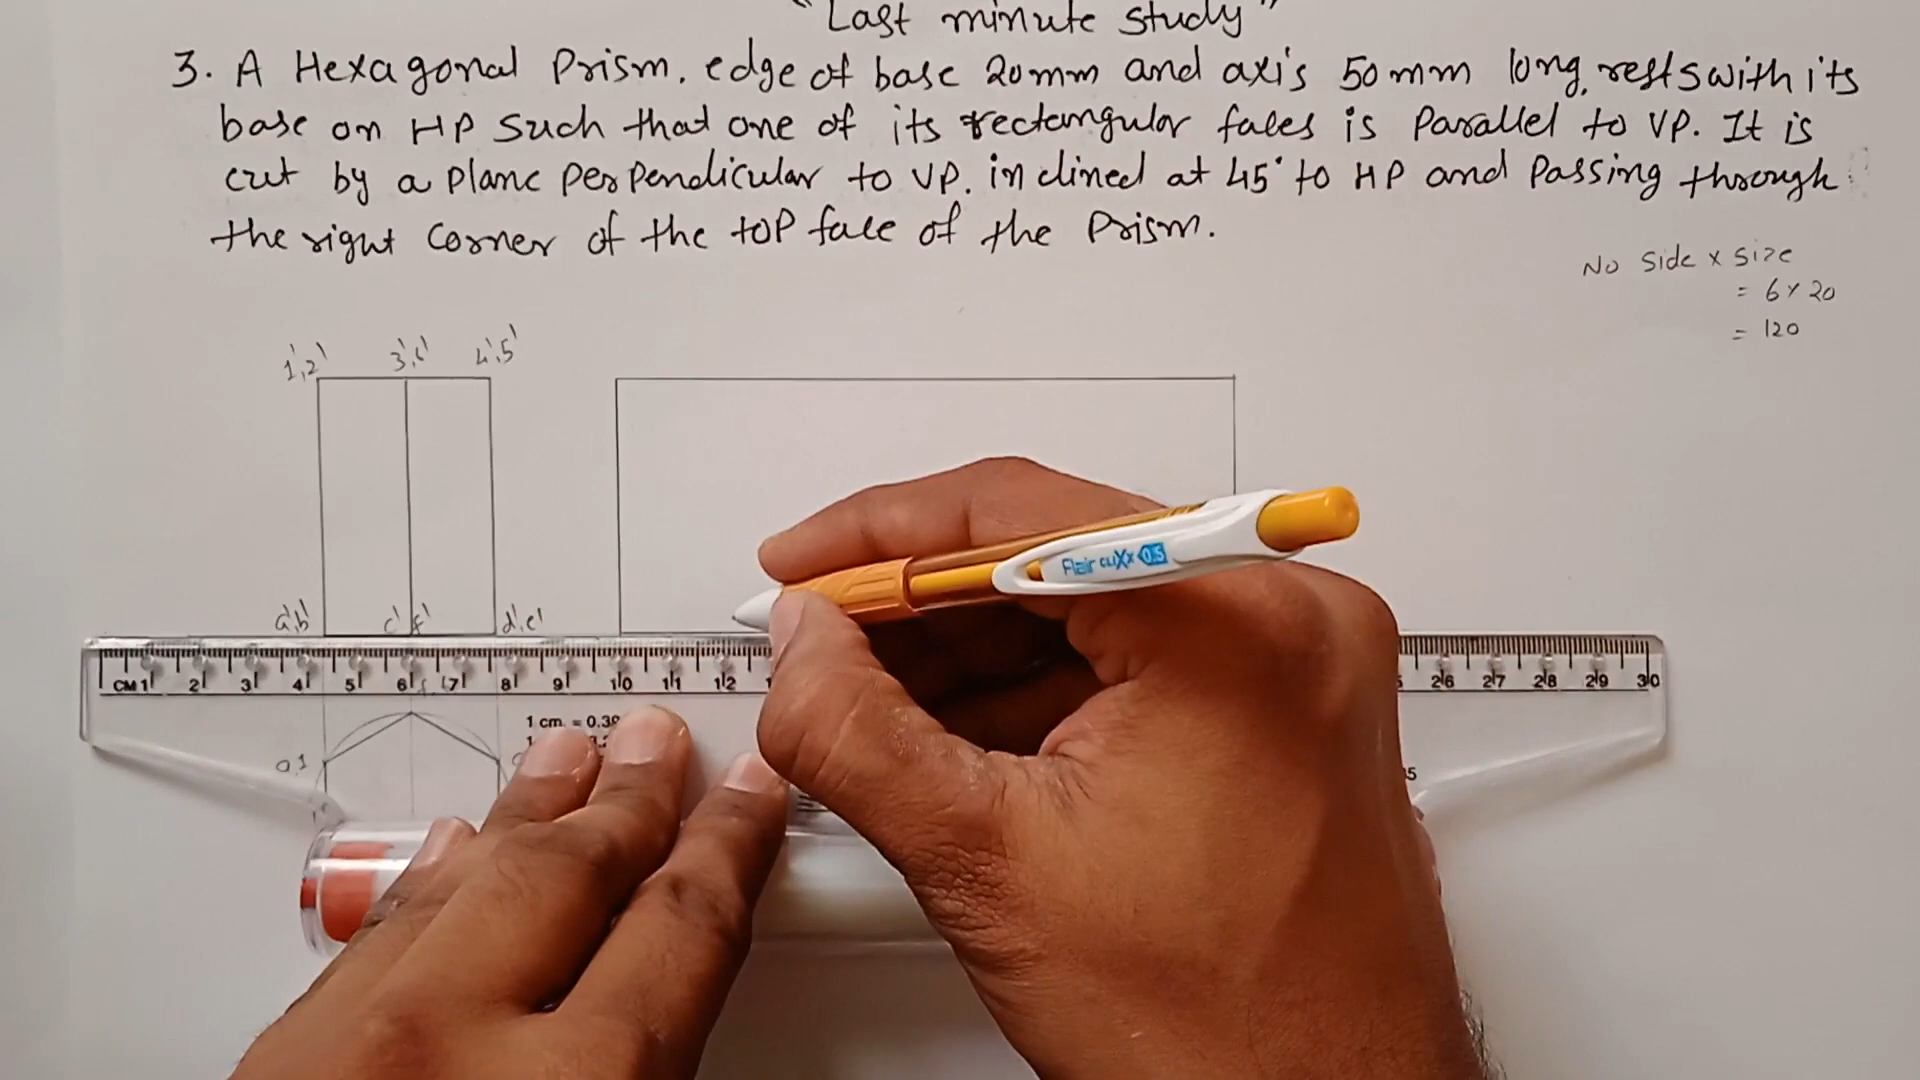 "Last minute study"
3. A Hexagonal Prism, edge of base 20mm and axis 50mm long, rests with its
base on HP such that one of its rectangular faces is parallel to VP. It is
cut by a plane perpendicular to VP, inclined at 45° to HP and passing through
the right corner of the top face of the Prism.
No side x size
= 6 x 20
= 120
1',2' 3',6' 4',5'
a',b' c',f' d',e'
CM 1 2 3 4 5 6 7 8 9 10 11 12 26 27 28 29 30
1 cm. = 0.39
a,1
Flair CLIXx 0.5